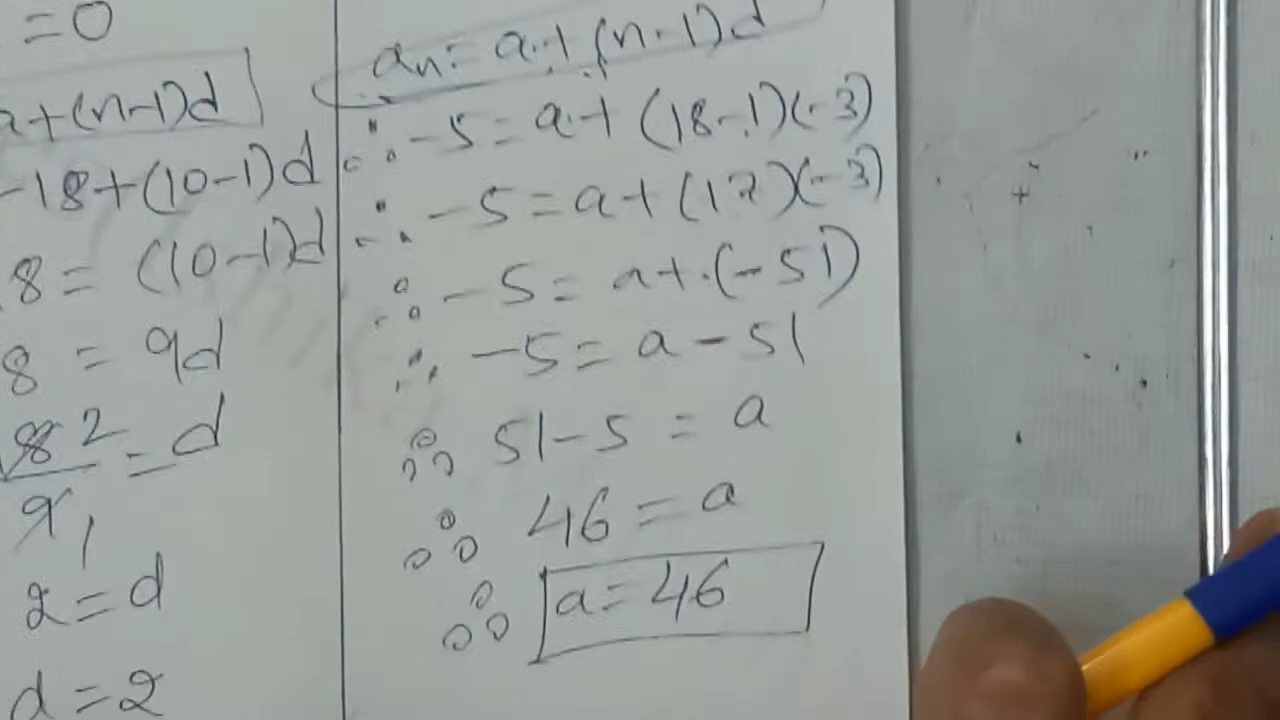 =0
a+(n-1)d
-18+(10-1)d
8 = (10-1)d
8 = 9d
8 2 = d
9 1
2=d
d=2
an = a+(n-1)d
∴ -5 = a+(18-1)(-3)
∴ -5 = a+(17)(-3)
∴ -5 = a+(-51)
∴ -5 = a-51
∴ 51-5 = a
∴ 46 = a
∴ a = 46